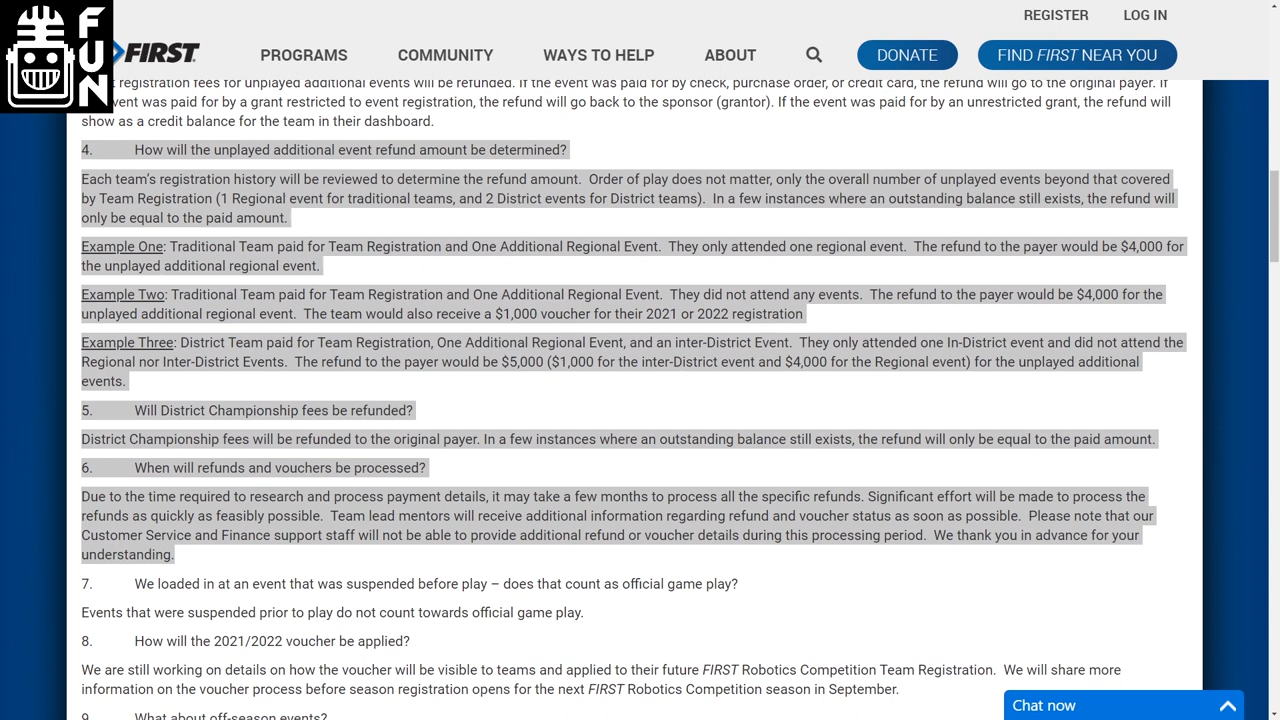 FUN
REGISTER LOG IN
FIRST PROGRAMS COMMUNITY WAYS TO HELP ABOUT DONATE FIND FIRST NEAR YOU
registration fees for unplayed additional events will be refunded. If the event was paid for by check, purchase order, or credit card, the refund will go to the original payer. If
event was paid for by a grant restricted to event registration, the refund will go back to the sponsor (grantor). If the event was paid for by an unrestricted grant, the refund will
show as a credit balance for the team in their dashboard.
4. How will the unplayed additional event refund amount be determined?
Each team’s registration history will be reviewed to determine the refund amount. Order of play does not matter, only the overall number of unplayed events beyond that covered
by Team Registration (1 Regional event for traditional teams, and 2 District events for District teams). In a few instances where an outstanding balance still exists, the refund will
only be equal to the paid amount.
Example One: Traditional Team paid for Team Registration and One Additional Regional Event. They only attended one regional event. The refund to the payer would be $4,000 for
the unplayed additional regional event.
Example Two: Traditional Team paid for Team Registration and One Additional Regional Event. They did not attend any events. The refund to the payer would be $4,000 for the
unplayed additional regional event. The team would also receive a $1,000 voucher for their 2021 or 2022 registration
Example Three: District Team paid for Team Registration, One Additional Regional Event, and an inter-District Event. They only attended one In-District event and did not attend the
Regional nor Inter-District Events. The refund to the payer would be $5,000 ($1,000 for the inter-District event and $4,000 for the Regional event) for the unplayed additional
events.
5. Will District Championship fees be refunded?
District Championship fees will be refunded to the original payer. In a few instances where an outstanding balance still exists, the refund will only be equal to the paid amount.
6. When will refunds and vouchers be processed?
Due to the time required to research and process payment details, it may take a few months to process all the specific refunds. Significant effort will be made to process the
refunds as quickly as feasibly possible. Team lead mentors will receive additional information regarding refund and voucher status as soon as possible. Please note that our
Customer Service and Finance support staff will not be able to provide additional refund or voucher details during this processing period. We thank you in advance for your
understanding.
7. We loaded in at an event that was suspended before play – does that count as official game play?
Events that were suspended prior to play do not count towards official game play.
8. How will the 2021/2022 voucher be applied?
We are still working on details on how the voucher will be visible to teams and applied to their future FIRST Robotics Competition Team Registration. We will share more
information on the voucher process before season registration opens for the next FIRST Robotics Competition season in September.
9. What about off-season events?
Chat now